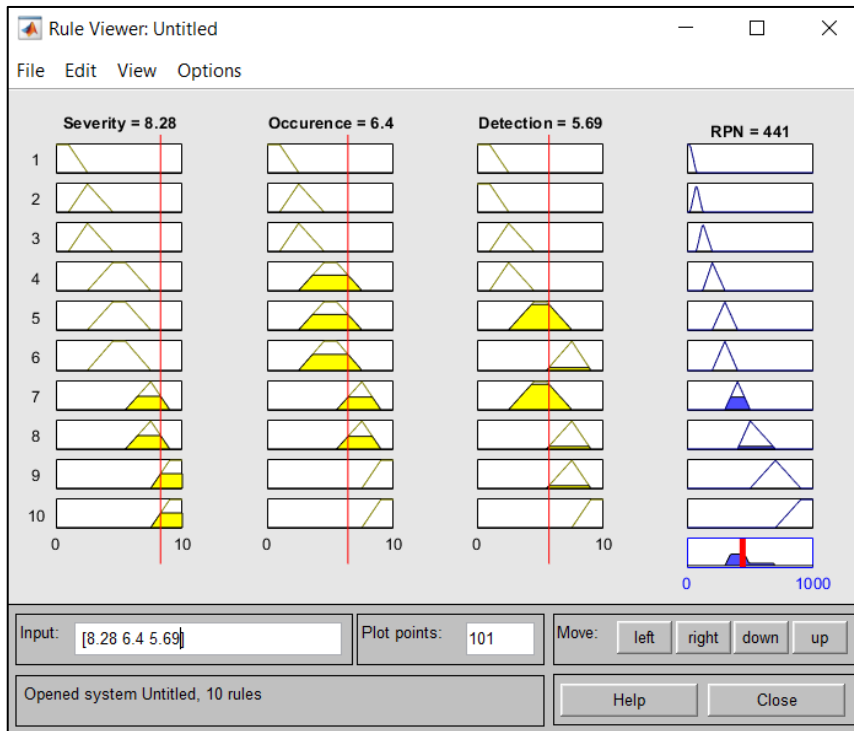 Rule Viewer: Untitled
File Edit View Options
Severity = 8.28 Occurence = 6.4 Detection = 5.69 RPN = 441
1
2
3
4
5
6
7
8
9
10
0 10 0 10 0 10
0 1000
Input: [8.28 6.4 5.69] Plot points: 101 Move: left right down up
Opened system Untitled, 10 rules Help Close